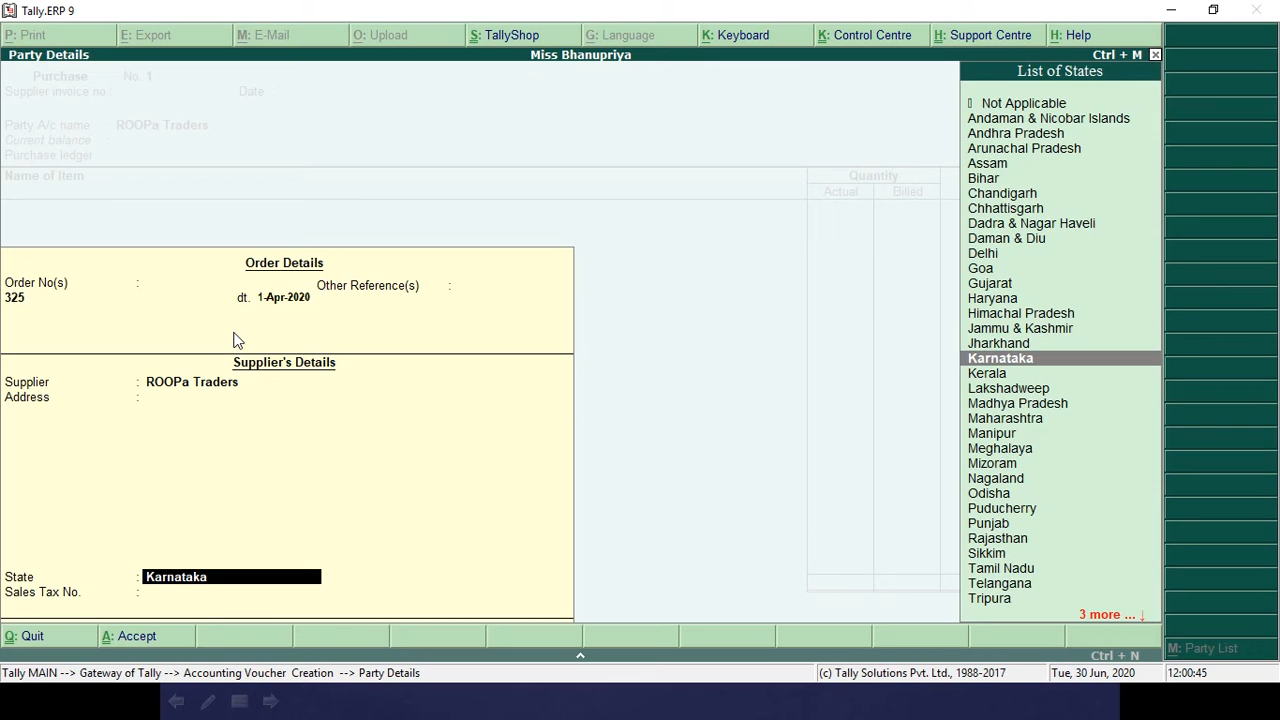 Tally.ERP 9
P: Print E: Export M: E-Mail O: Upload S: TallyShop G: Language K: Keyboard K: Control Centre H: Support Centre H: Help
Party Details Miss Bhanupriya Ctrl + M
Purchase No. 1
Supplier invoice no. : Date :
Party A/c name : ROOPa Traders
Current balance :
Purchase ledger
Name of Item Quantity
Actual Billed
Order Details
Order No(s) : Other Reference(s) :
325 dt. 1-Apr-2020
Supplier's Details
Supplier : ROOPa Traders
Address :
State : Karnataka
Sales Tax No. :
List of States
Not Applicable
Andaman & Nicobar Islands
Andhra Pradesh
Arunachal Pradesh
Assam
Bihar
Chandigarh
Chhattisgarh
Dadra & Nagar Haveli
Daman & Diu
Delhi
Goa
Gujarat
Haryana
Himachal Pradesh
Jammu & Kashmir
Jharkhand
Karnataka
Kerala
Lakshadweep
Madhya Pradesh
Maharashtra
Manipur
Meghalaya
Mizoram
Nagaland
Odisha
Puducherry
Punjab
Rajasthan
Sikkim
Tamil Nadu
Telangana
Tripura
3 more ... ↓
Q: Quit A: Accept
M: Party List
Ctrl + N
Tally MAIN --> Gateway of Tally --> Accounting Voucher Creation --> Party Details (c) Tally Solutions Pvt. Ltd., 1988-2017 Tue, 30 Jun, 2020 12:00:45